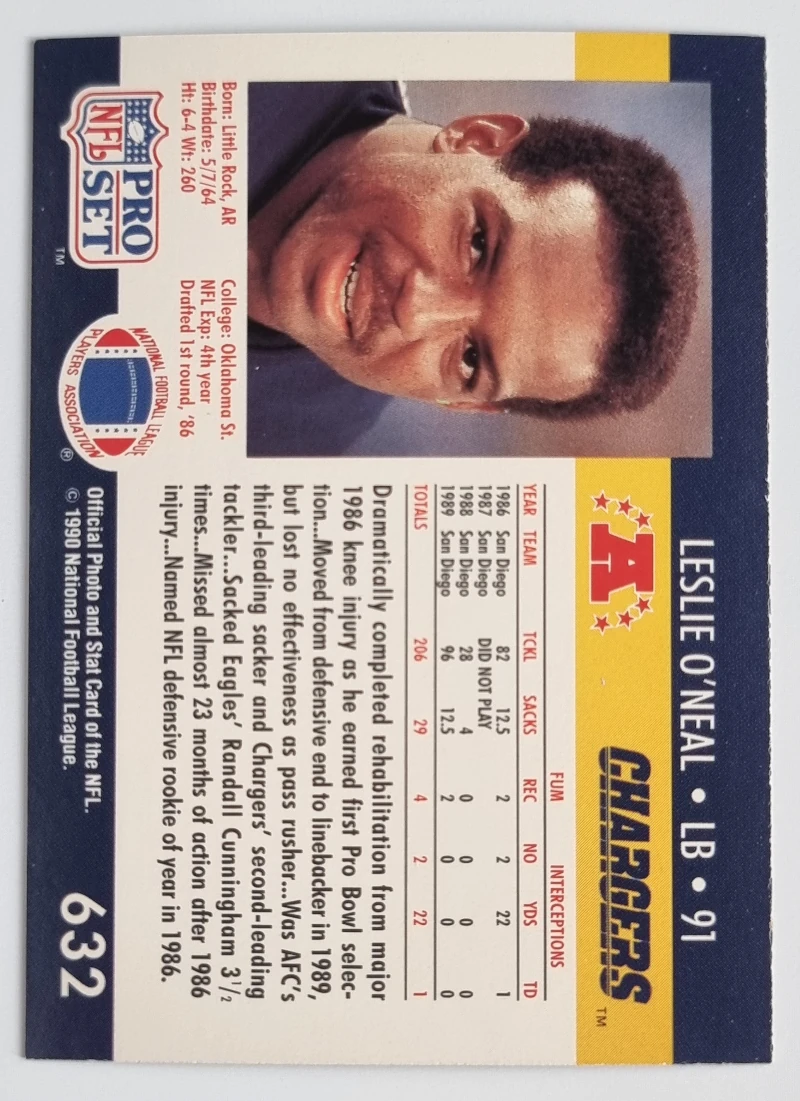 LESLIE O'NEAL • LB • 91
A CHARGERS™
Born: Little Rock, AR
Birthdate: 5/7/64
Ht: 6-4 Wt: 260
College: Oklahoma St.
NFL Exp: 4th year
Drafted 1st round, '86
FUM INTERCEPTIONS
YEAR TEAM TCKL SACKS REC NO YDS TD
1986 San Diego 82 12.5 2 2 22 1
1987 San Diego DID NOT PLAY
1988 San Diego 28 4 0 0 0 0
1989 San Diego 96 12.5 2 0 0 0
TOTALS 206 29 4 2 22 1
Dramatically completed rehabilitation from major
1986 knee injury as he earned first Pro Bowl selec-
tion...Moved from defensive end to linebacker in 1989,
but lost no effectiveness as pass rusher...Was AFC's
third-leading sacker and Chargers' second-leading
tackler...Sacked Eagles' Randall Cunningham 3 1/2
times...Missed almost 23 months of action after 1986
injury...Named NFL defensive rookie of year in 1986.
NFL PRO SET™
NATIONAL FOOTBALL LEAGUE
PLAYERS ASSOCIATION®
Official Photo and Stat Card of the NFL.
© 1990 National Football League.
632